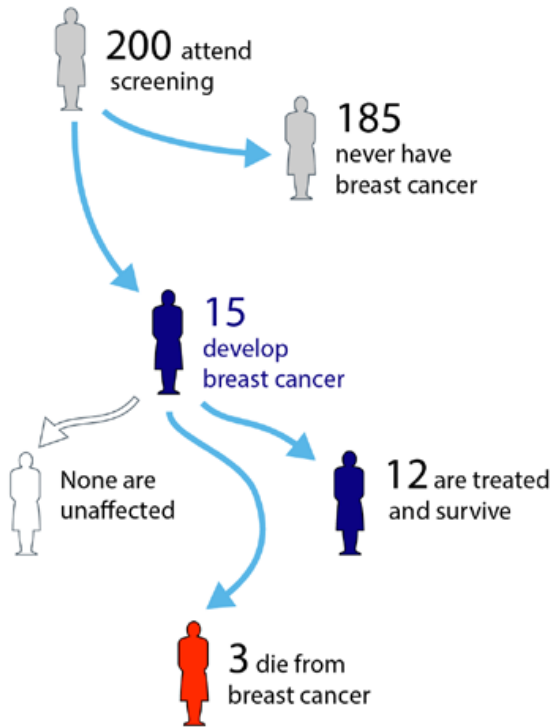 200 attend
screening
185
never have
breast cancer
15
develop
breast cancer
None are
unaffected
12 are treated
and survive
3 die from
breast cancer